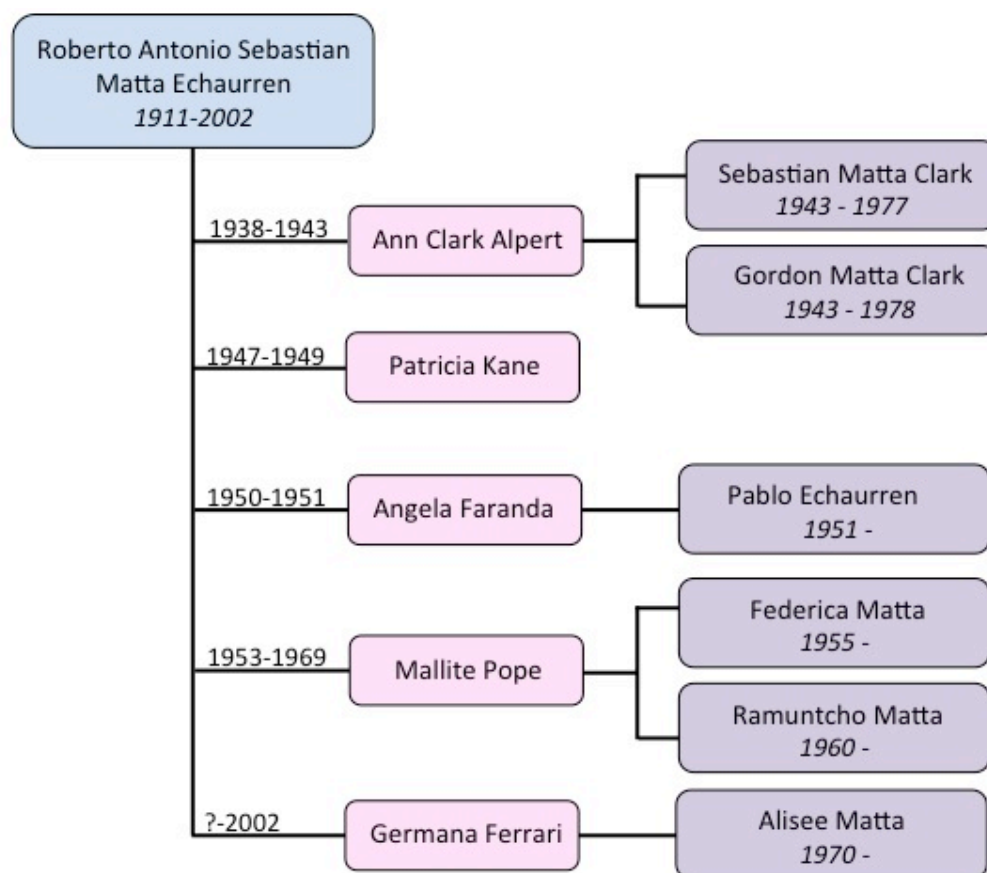 Roberto Antonio Sebastian
Matta Echaurren
1911-2002
1938-1943
Ann Clark Alpert
Sebastian Matta Clark
1943 - 1977
Gordon Matta Clark
1943 - 1978
1947-1949
Patricia Kane
1950-1951
Angela Faranda
Pablo Echaurren
1951 -
1953-1969
Mallite Pope
Federica Matta
1955 -
Ramuntcho Matta
1960 -
?-2002
Germana Ferrari
Alisee Matta
1970 -